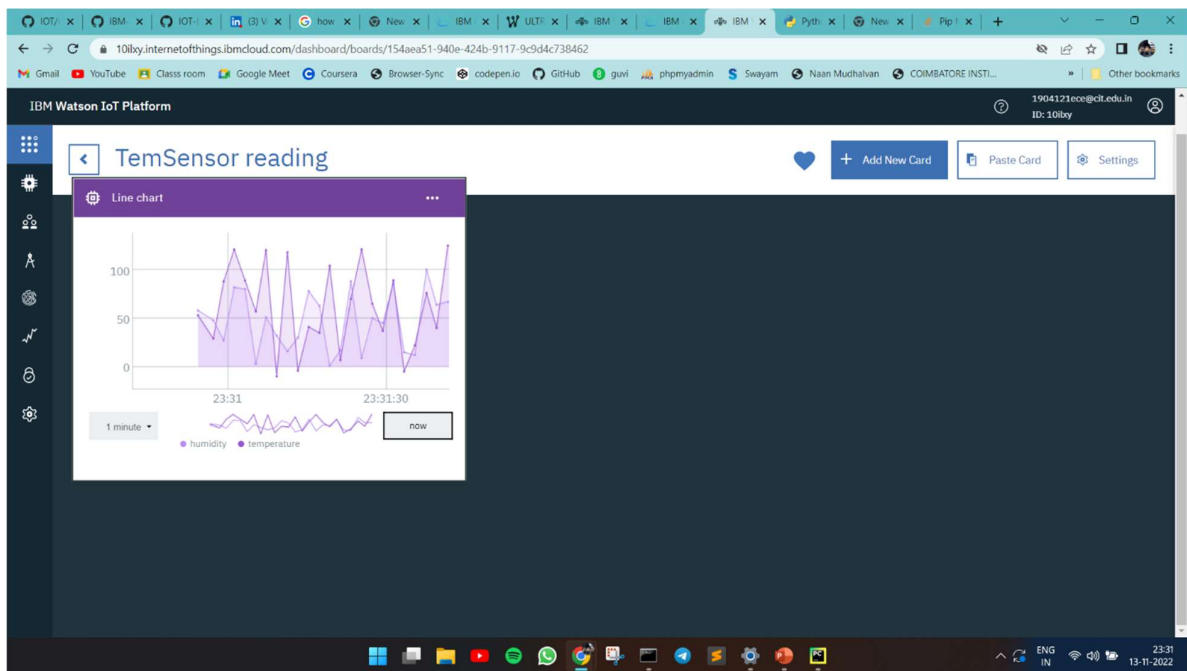 IOT/ IBM- IOT-I (3) V how New IBM ULTR IBM IBM IBM Pyth New Pip I
10ilxy.internetofthings.ibmcloud.com/dashboard/boards/154aea51-940e-424b-9117-9c9d4c738462
Gmail YouTube Classs room Google Meet Coursera Browser-Sync codepen.io GitHub guvi phpmyadmin Swayam Naan Mudhalvan COIMBATORE INSTI... » Other bookmarks
IBM Watson IoT Platform
1904121ece@cit.edu.in
ID: 10ilxy
TemSensor reading
+ Add New Card
Paste Card
Settings
Line chart
100
50
0
23:31 23:31:30
1 minute
now
humidity temperature
ENG
IN
23:31
13-11-2022